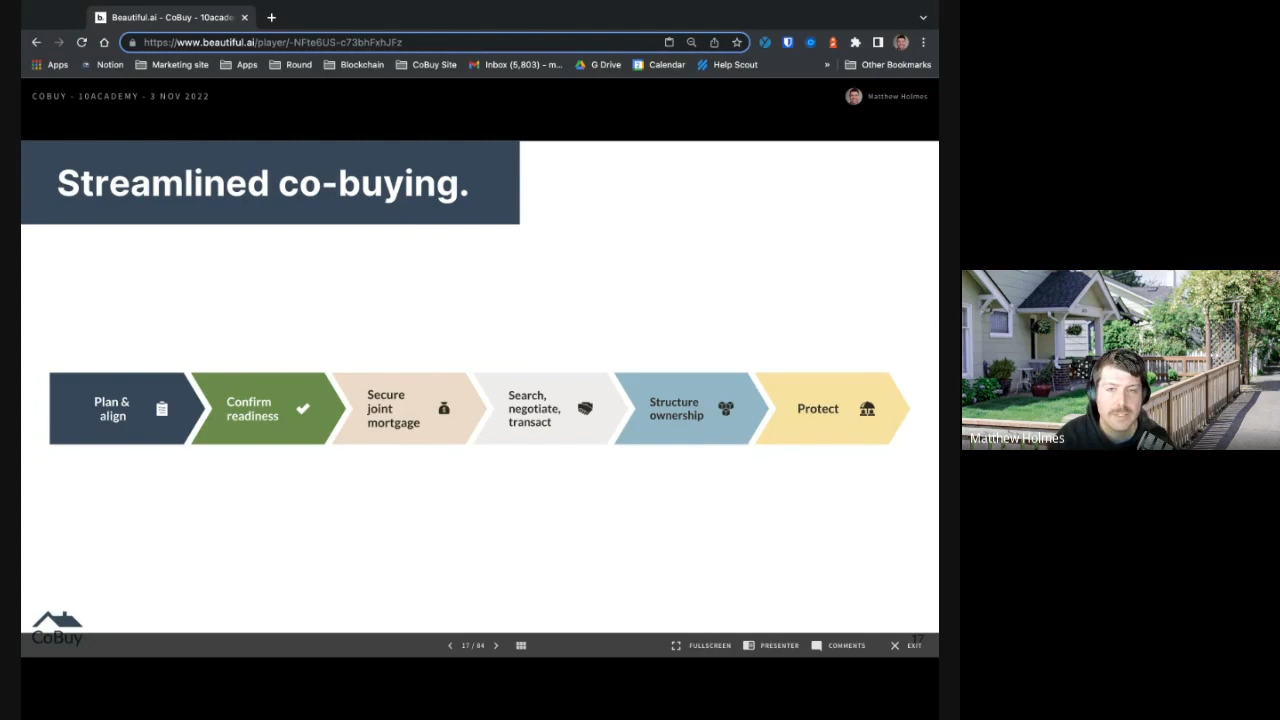 b. Beautiful.ai - CoBuy - 10acade
https://www.beautiful.ai/player/-NFte6US-c73bhFxhJFz
Apps Notion Marketing site Apps Round Blockchain CoBuy Site Inbox (5,803) – m... G Drive Calendar Help Scout » Other Bookmarks
COBUY - 10ACADEMY - 3 NOV 2022
Matthew Holmes
Streamlined co-buying.
Plan &
align
Confirm
readiness
Secure
joint
mortgage
Search,
negotiate,
transact
Structure
ownership
Protect
Matthew Holmes
CoBuy
17
17 / 84
FULLSCREEN PRESENTER COMMENTS EXIT